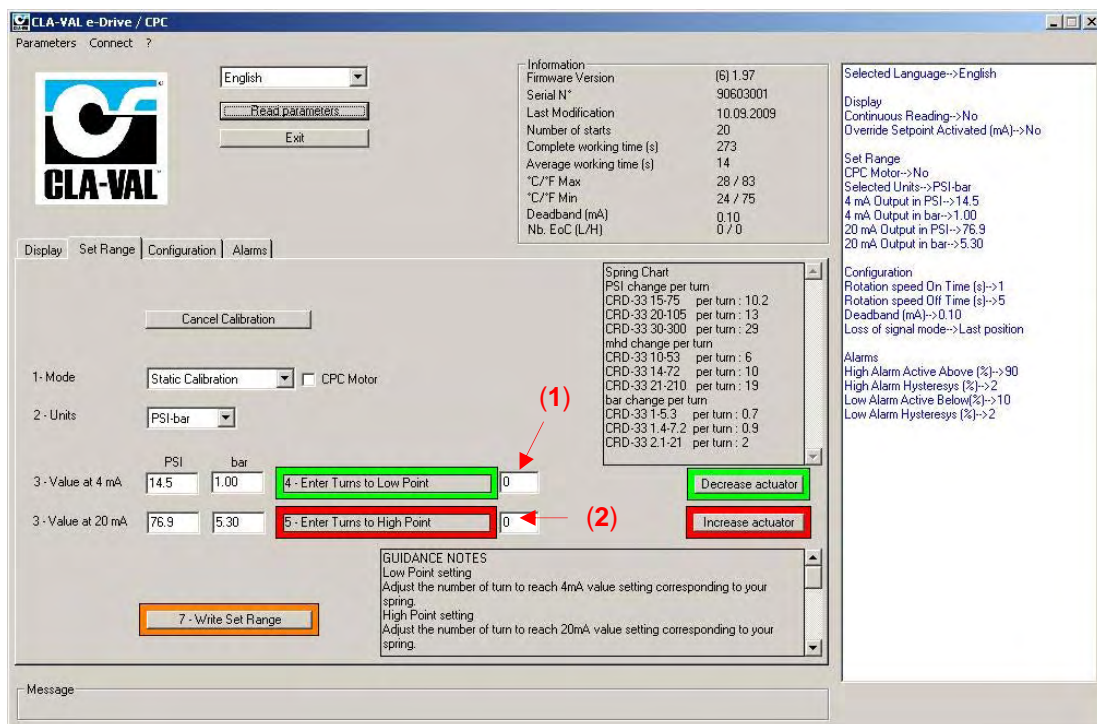 CLA-VAL e-Drive / CPC
Parameters Connect ?
CLA-VAL
English
Read parameters
Exit
Information
Firmware Version (6) 1.97
Serial N° 90603001
Last Modification 10.09.2009
Number of starts 20
Complete working time (s) 273
Average working time (s) 14
°C/°F Max 28 / 83
°C/°F Min 24 / 75
Deadband (mA) 0.10
Nb. EoC (L/H) 0 / 0
Display Set Range Configuration Alarms
Cancel Calibration
1- Mode Static Calibration CPC Motor
2 - Units PSI-bar
PSI bar
3 - Value at 4 mA 14.5 1.00 4 - Enter Turns to Low Point 0 Decrease actuator
3 - Value at 20 mA 76.9 5.30 5 - Enter Turns to High Point 0 Increase actuator
(1)
(2)
Spring Chart
PSI change per turn
CRD-33 15-75 per turn : 10.2
CRD-33 20-105 per turn : 13
CRD-33 30-300 per turn : 29
mhd change per turn
CRD-33 10-53 per turn : 6
CRD-33 14-72 per turn : 10
CRD-33 21-210 per turn : 19
bar change per turn
CRD-33 1-5.3 per turn : 0.7
CRD-33 1.4-7.2 per turn : 0.9
CRD-33 2.1-21 per turn : 2
7 - Write Set Range
GUIDANCE NOTES
Low Point setting
Adjust the number of turn to reach 4mA value setting corresponding to your
spring.
High Point setting
Adjust the number of turn to reach 20mA value setting corresponding to your
spring.
Message
Selected Language-->English
Display
Continuous Reading-->No
Override Setpoint Activated (mA)-->No
Set Range
CPC Motor-->No
Selected Units-->PSI-bar
4 mA Output in PSI-->14.5
4 mA Output in bar-->1.00
20 mA Output in PSI-->76.9
20 mA Output in bar-->5.30
Configuration
Rotation speed On Time (s)-->1
Rotation speed Off Time (s)-->5
Deadband (mA)-->0.10
Loss of signal mode-->Last position
Alarms
High Alarm Active Above (%)-->90
High Alarm Hysteresys (%)-->2
Low Alarm Active Below(%)-->10
Low Alarm Hysteresys (%)-->2